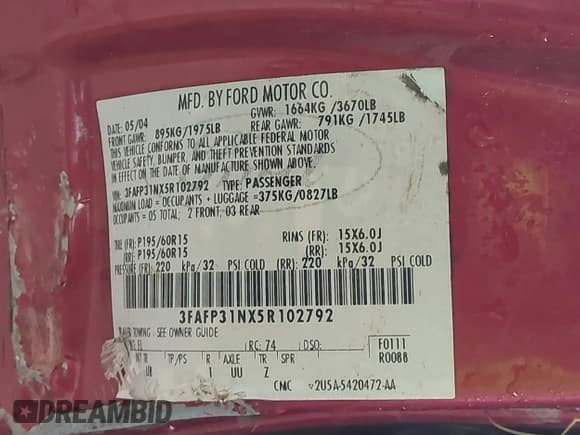 MFD. BY FORD MOTOR CO.
DATE: 05/04 GVWR: 1664KG /3670LB
FRONT GAWR: 895KG/1975LB REAR GAWR: 791KG /1745LB
THIS VEHICLE CONFORMS TO ALL APPLICABLE FEDERAL MOTOR
VEHICLE SAFETY, BUMPER, AND THEFT PREVENTION STANDARDS
IN EFFECT ON THE DATE OF MANUFACTURE SHOWN ABOVE.
VIN: 3FAFP31NX5R102792 TYPE: PASSENGER
MAXIMUM LOAD = OCCUPANTS + LUGGAGE =375KG/0827LB
OCCUPANTS = 05 TOTAL; 2 FRONT, 03 REAR
TIRE (FR): P195/60R15 RIMS (FR): 15X6.0J
(RR): P195/60R15 (RR): 15X6.0J
PRESSURE (FR): 220 kPa/32 PSI COLD (RR): 220 kPa/32 PSI COLD
3FAFP31NX5R102792
TOWING - SEE OWNER GUIDE
RC: 74 DSO: F0111
TR TP/PS R AXLE TR SPR R0088
1 UU Z
CMC 2U5A-5420472-AA
DREAMBID